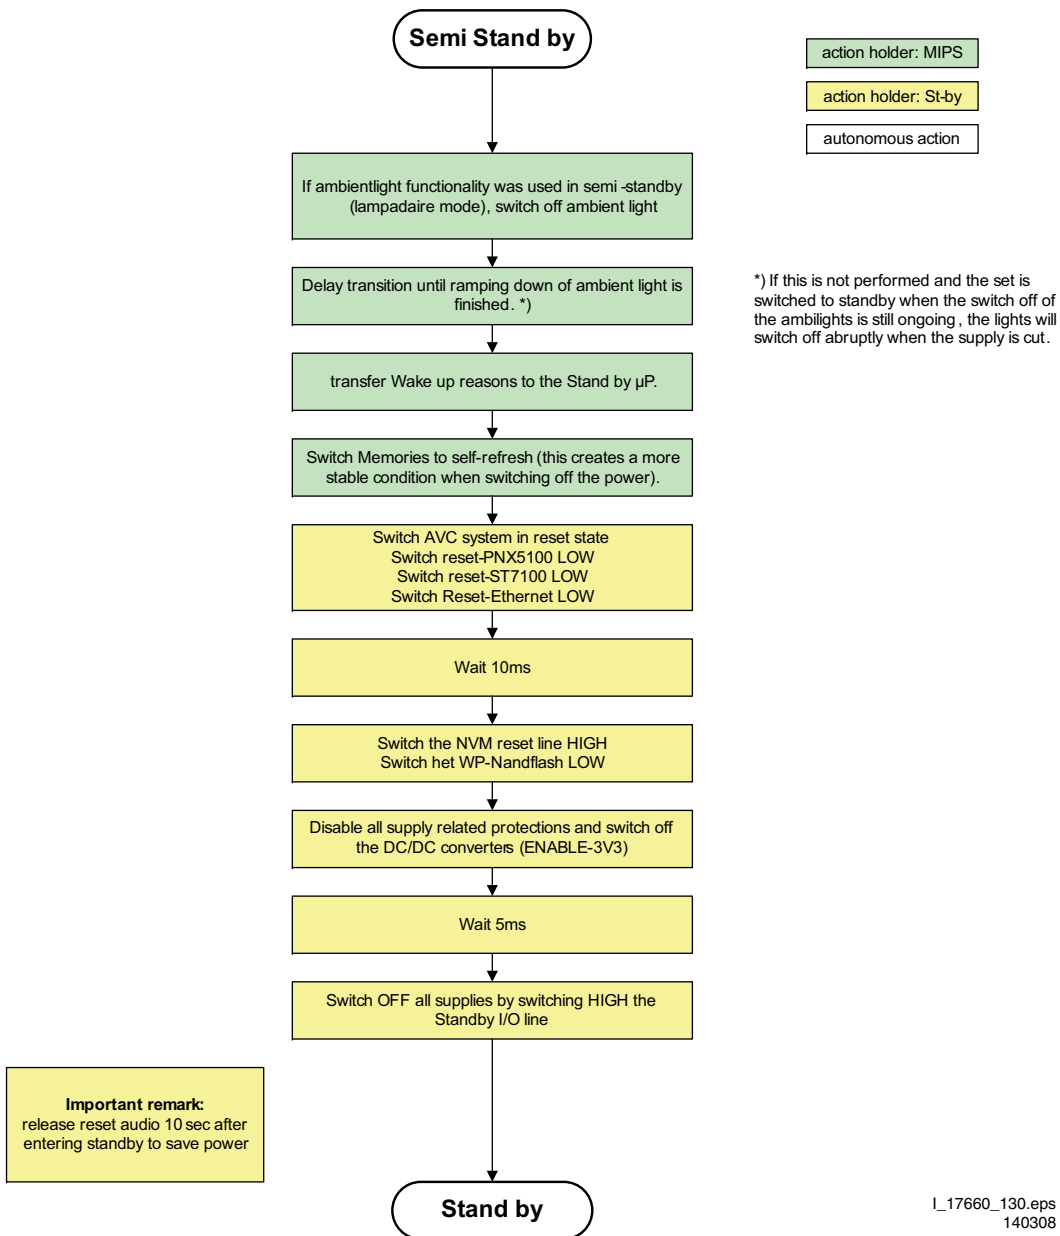 Semi Stand by
action holder: MIPS
action holder: St-by
autonomous action
If ambientlight functionality was used in semi -standby
(lampadaire mode), switch off ambient light
Delay transition until ramping down of ambient light is
finished. *)
*) If this is not performed and the set is
switched to standby when the switch off of
the ambilights is still ongoing , the lights will
switch off abruptly when the supply is cut.
transfer Wake up reasons to the Stand by µP.
Switch Memories to self-refresh (this creates a more
stable condition when switching off the power).
Switch AVC system in reset state
Switch reset-PNX5100 LOW
Switch reset-ST7100 LOW
Switch Reset-Ethernet LOW
Wait 10ms
Switch the NVM reset line HIGH
Switch het WP-Nandflash LOW
Disable all supply related protections and switch off
the DC/DC converters (ENABLE-3V3)
Wait 5ms
Switch OFF all supplies by switching HIGH the
Standby I/O line
Important remark:
release reset audio 10 sec after
entering standby to save power
Stand by
I_17660_130.eps
140308